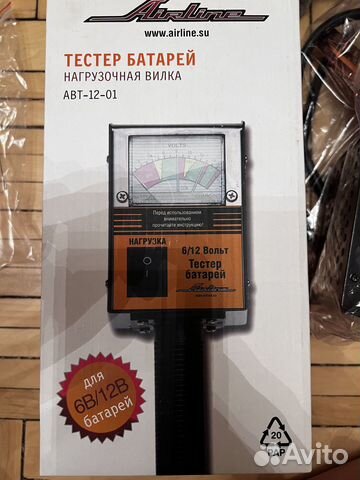 Airline
www.airline.su
ТЕСТЕР БАТАРЕЙ
НАГРУЗОЧНАЯ ВИЛКА
АВТ-12-01
VOLTS
Перед использованием
внимательно
прочитайте инструкцию!
НАГРУЗКА
6/12 Вольт
Тестер
батарей
Airline
для
6В/12В
батарей
20
PAP
Avito